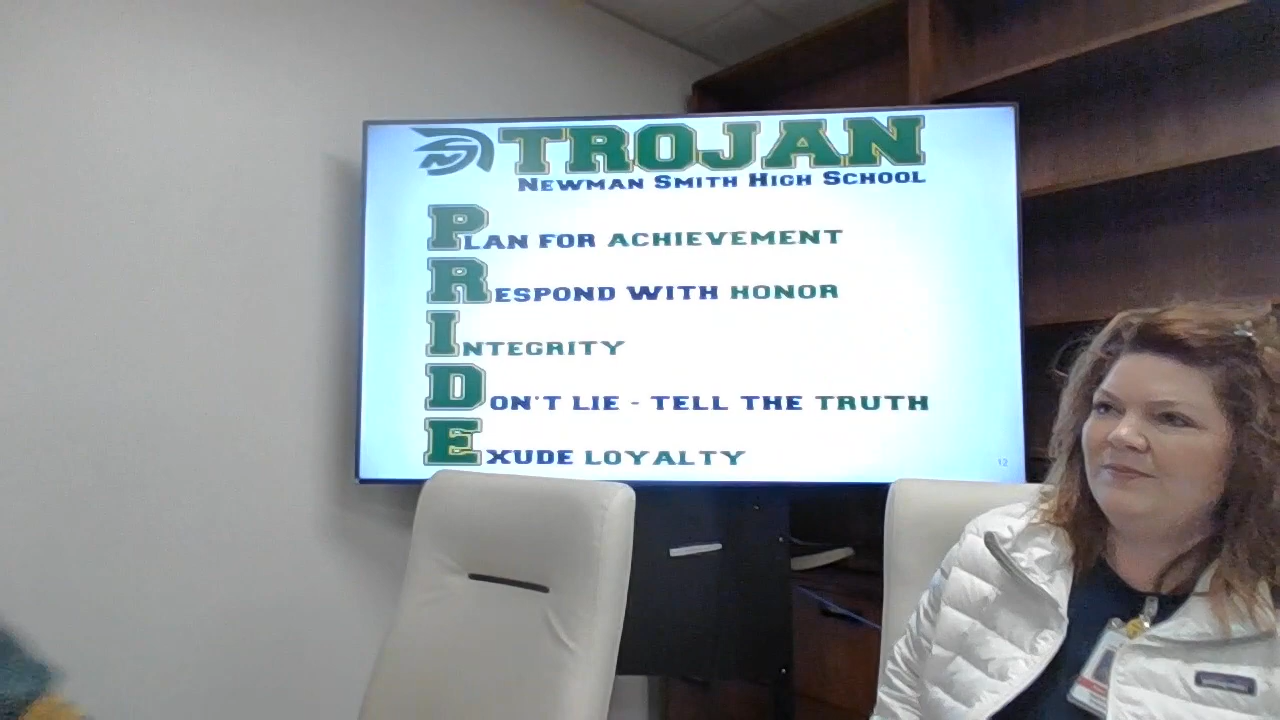 TROJAN
NEWMAN SMITH HIGH SCHOOL
PLAN FOR ACHIEVEMENT
RESPOND WITH HONOR
INTEGRITY
DON'T LIE - TELL THE TRUTH
EXUDE LOYALTY
12